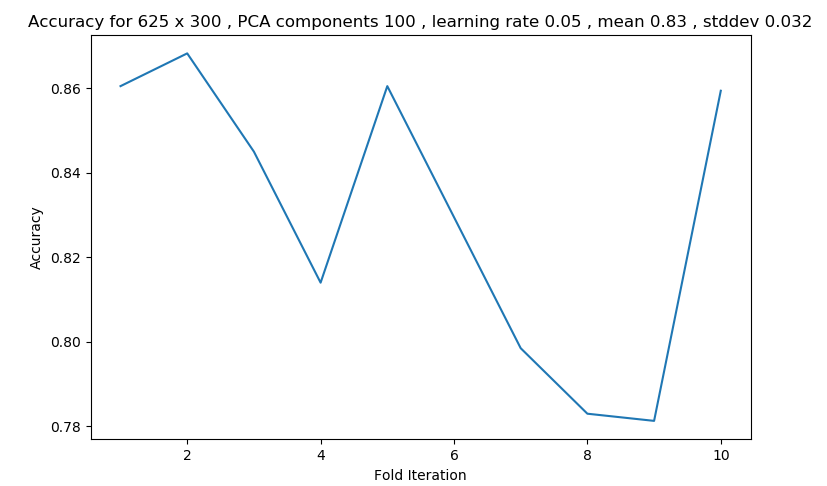 Accuracy for 625 x 300 , PCA components 100 , learning rate 0.05 , mean 0.83 , stddev 0.032
0.86
0.84
0.82
0.80
0.78
Accuracy
2 4 6 8 10
Fold Iteration